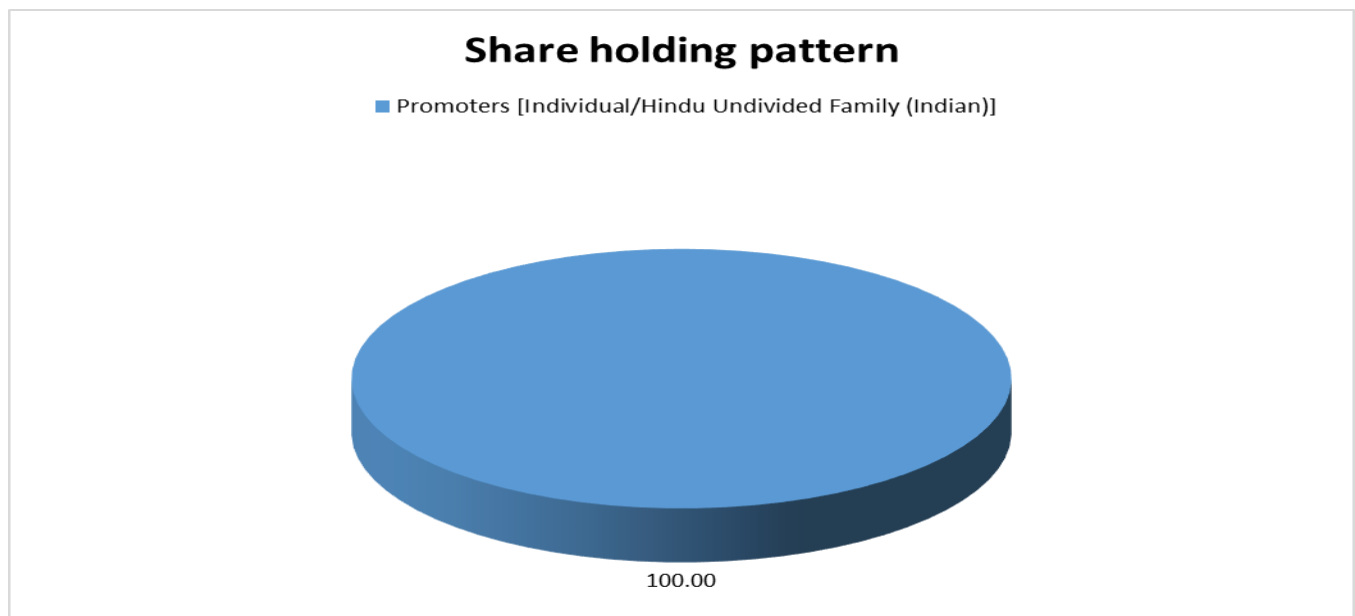 Share holding pattern
Promoters [Individual/Hindu Undivided Family (Indian)]
100.00